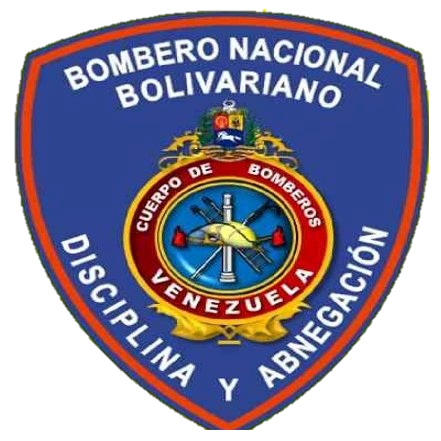 BOMBERO NACIONAL
BOLIVARIANO
CUERPO DE BOMBEROS
VENEZUELA
DISCIPLINA Y ABNEGACIÓN